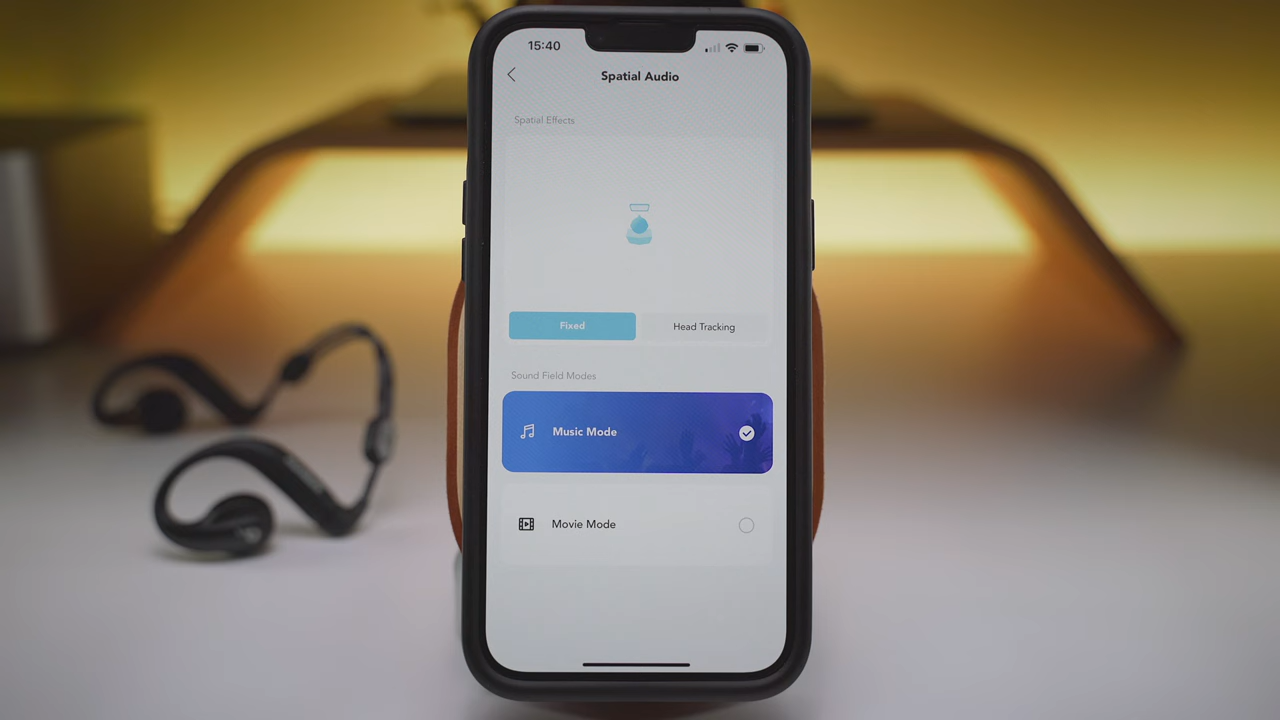 15:40
Spatial Audio
Spatial Effects
Fixed
Head Tracking
Sound Field Modes
Music Mode
Movie Mode